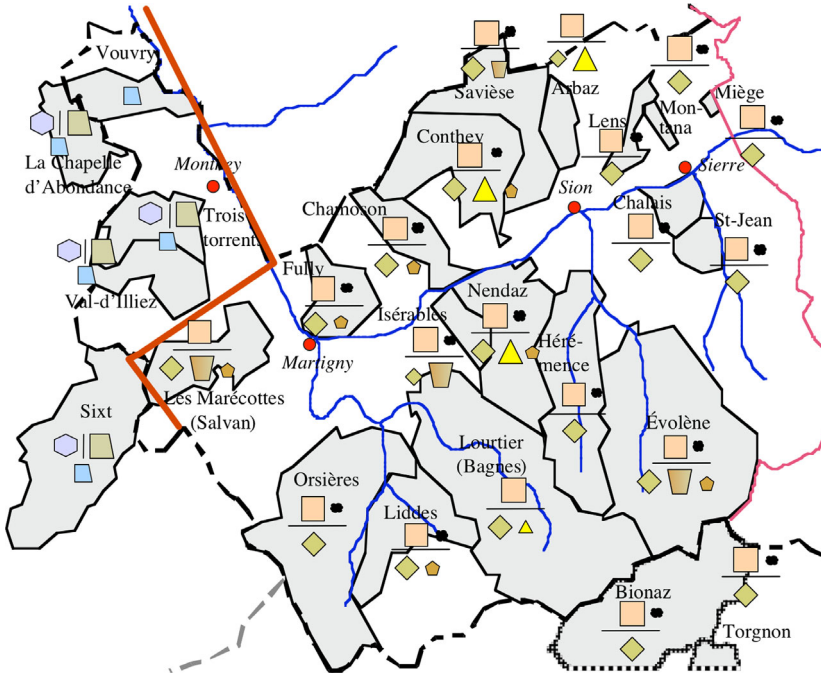 Vouvry
Savièse
Arbaz
Miège
Mon-
tana
Lens
Conthey
La Chapelle
d'Abondance
Monthey
Sierre
Sion
Chalais
St-Jean
Chamoson
Trois
torrents
Fully
Nendaz
Isérables
Val-d'Illiez
Héré-
mence
Martigny
Les Marécottes
(Salvan)
Sixt
Évolène
Lourtier
(Bagnes)
Orsières
Liddes
Bionaz
Torgnon